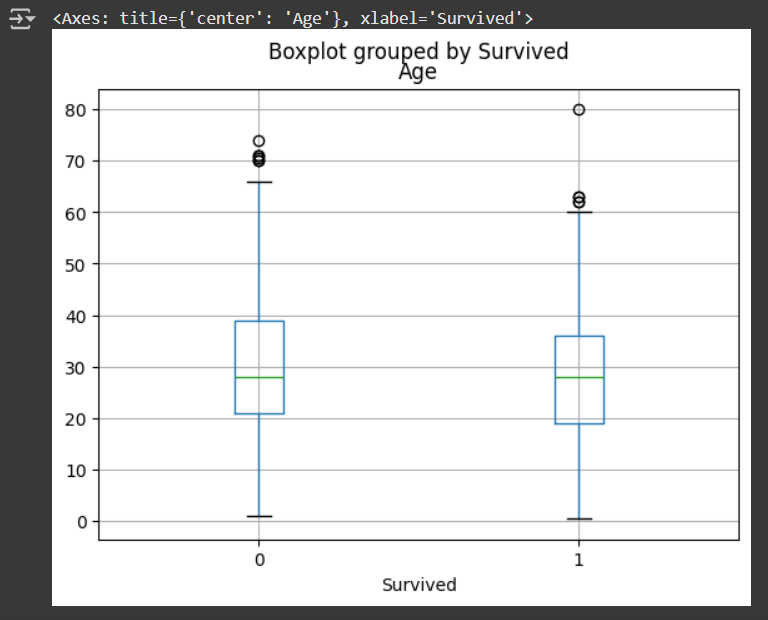 <Axes: title={'center': 'Age'}, xlabel='Survived'>
Boxplot grouped by Survived
Age
80
70
60
50
40
30
20
10
0
0 1
Survived